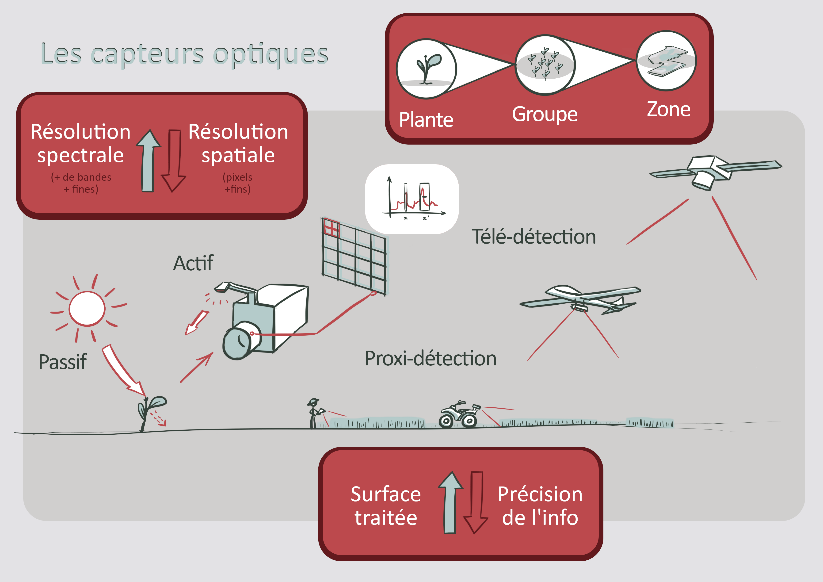 Les capteurs optiques
Plante
Groupe
Zone
Résolution
spectrale
(+ de bandes
+ fines)
Résolution
spatiale
(pixels
+fins)
Télé-détection
Actif
Passif
Proxi-détection
Surface
traitée
Précision
de l'info